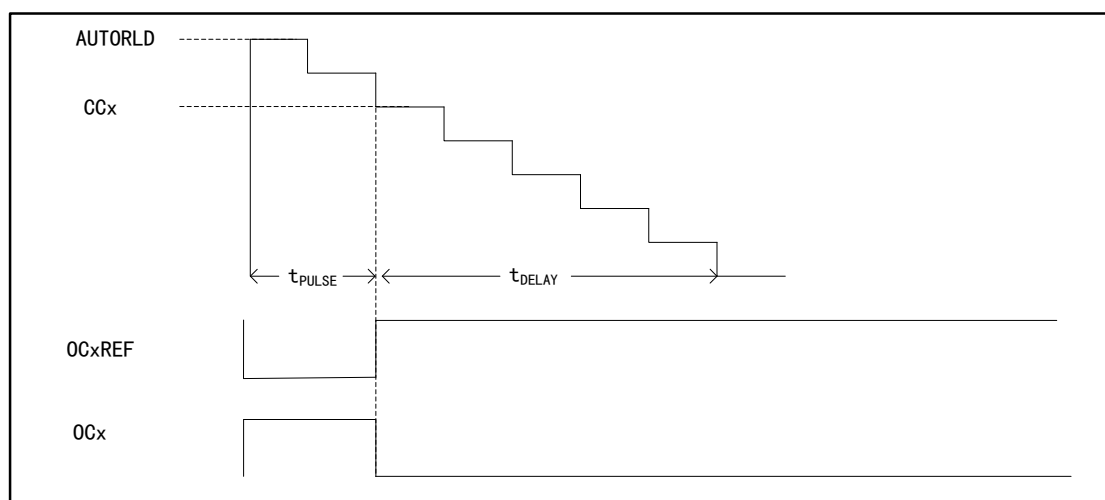 AUTORLD
CCx
tPULSE
tDELAY
OCxREF
OCx